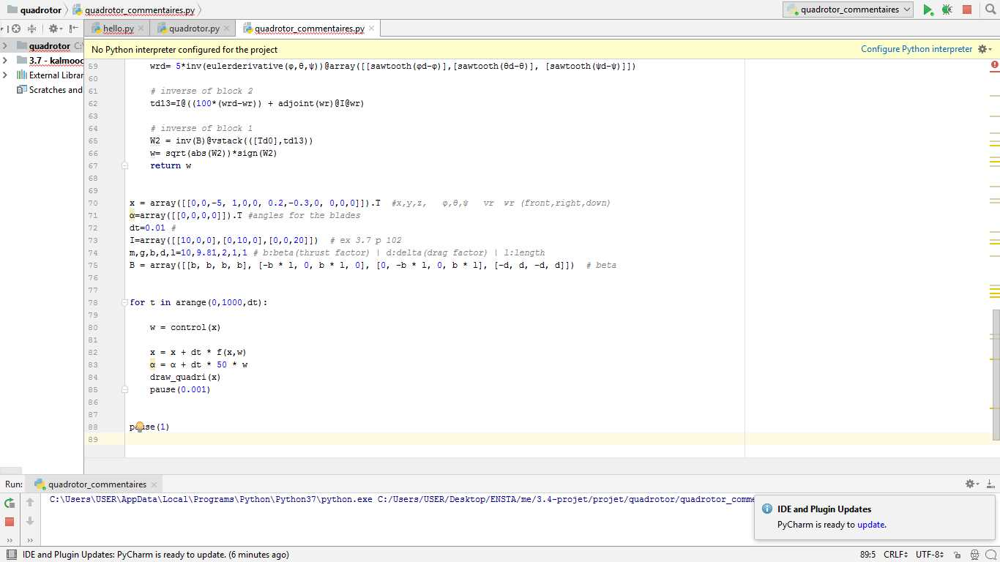 quadrotor quadrotor_commentaires.py quadrotor_commentaires
hello.py quadrotor.py quadrotor_commentaires.py
quadrotor C:\
3.7 - kalmood
External Librar
Scratches and
No Python interpreter configured for the project Configure Python interpreter
59 wrd= 5*inv(eulerderivative(φ,θ,ψ))@array([[sawtooth(φd-φ)],[sawtooth(θd-θ)], [sawtooth(ψd-ψ)]])
60
61 # inverse of block 2
62 td13=I@((100*(wrd-wr)) + adjoint(wr)@I@wr)
63
64 # inverse of block 1
65 W2 = inv(B)@vstack(([Td0],td13))
66 w= sqrt(abs(W2))*sign(W2)
67 return w
68
69
70 x = array([[0,0,-5, 1,0,0, 0.2,-0.3,0, 0,0,0]]).T #x,y,z, φ,θ,ψ vr wr (front,right,down)
71 α=array([[0,0,0,0]]).T #angles for the blades
72 dt=0.01 #
73 I=array([[10,0,0],[0,10,0],[0,0,20]]) # ex 3.7 p 102
74 m,g,b,d,l=10,9.81,2,1,1 # b:beta(thrust factor) | d:delta(drag factor) | l:length
75 B = array([[b, b, b, b], [-b * l, 0, b * l, 0], [0, -b * l, 0, b * l], [-d, d, -d, d]]) # beta
76
77
78 for t in arange(0,1000,dt):
79
80 w = control(x)
81
82 x = x + dt * f(x,w)
83 α = α + dt * 50 * w
84 draw_quadri(x)
85 pause(0.001)
86
87
88 pause(1)
89
Run: quadrotor_commentaires
C:\Users\USER\AppData\Local\Programs\Python\Python37\python.exe C:/Users/USER/Desktop/ENSTA/me/3.4-projet/projet/quadrotor/quadrotor_comme
IDE and Plugin Updates
PyCharm is ready to update.
IDE and Plugin Updates: PyCharm is ready to update. (6 minutes ago) 89:5 CRLF UTF-8